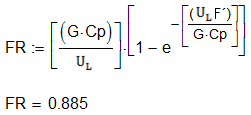 FR := [(G·Cp)/U_L]·[1 − e^(−[(U_L F´)/(G·Cp)])]
FR = 0.885